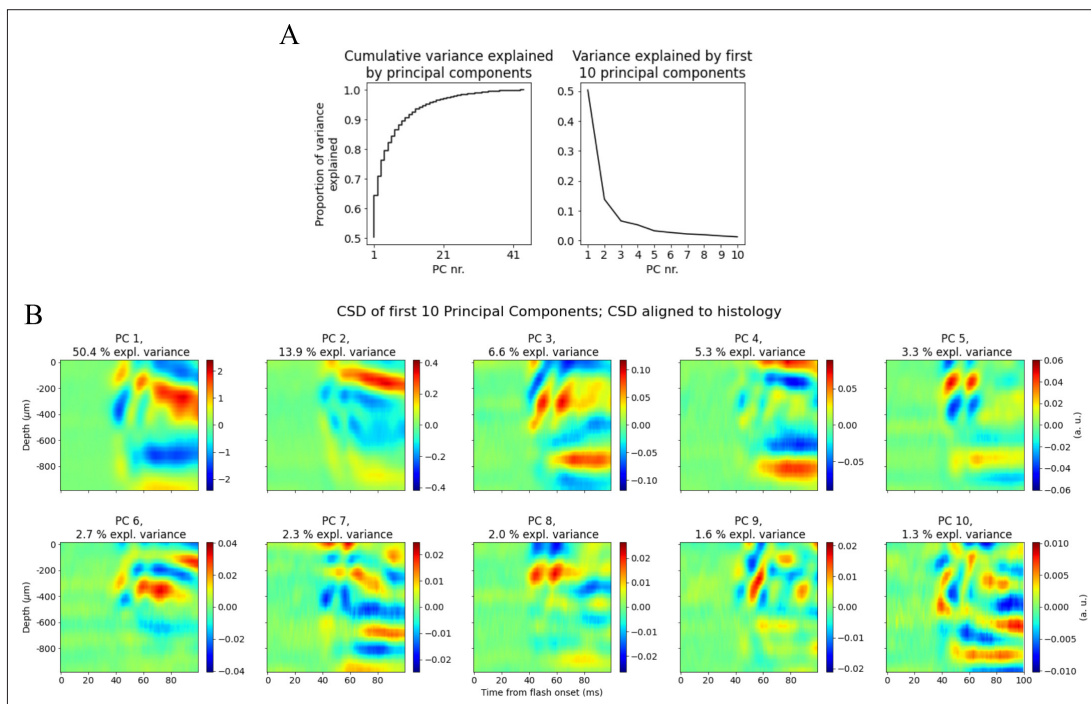 A
Cumulative variance explained
by principal components
Variance explained by first
10 principal components
Proportion of variance
explained
1.0
0.9
0.8
0.7
0.6
0.5
1 21 41
PC nr.
0.5
0.4
0.3
0.2
0.1
0.0
1 2 3 4 5 6 7 8 9 10
PC nr.
B
CSD of first 10 Principal Components; CSD aligned to histology
PC 1,
50.4 % expl. variance
PC 2,
13.9 % expl. variance
PC 3,
6.6 % expl. variance
PC 4,
5.3 % expl. variance
PC 5,
3.3 % expl. variance
Depth (μm)
0
-200
-400
-600
-800
2
1
0
−1
−2
0.4
0.2
0.0
−0.2
−0.4
0.10
0.05
0.00
−0.05
−0.10
0.05
0.00
−0.05
0.06
0.04
0.02
0.00
−0.02
−0.04
−0.06
(a. u.)
PC 6,
2.7 % expl. variance
PC 7,
2.3 % expl. variance
PC 8,
2.0 % expl. variance
PC 9,
1.6 % expl. variance
PC 10,
1.3 % expl. variance
Depth (μm)
0
-200
-400
-600
-800
0.04
0.02
0.00
−0.02
−0.04
0.02
0.01
0.00
−0.01
−0.02
0.02
0.01
0.00
−0.01
−0.02
0.02
0.01
0.00
−0.01
−0.02
0.010
0.005
0.000
−0.005
−0.010
(a. u.)
0 20 40 60 80
0 20 40 60 80
0 20 40 60 80
0 20 40 60 80
0 20 40 60 80 100
Time from flash onset (ms)